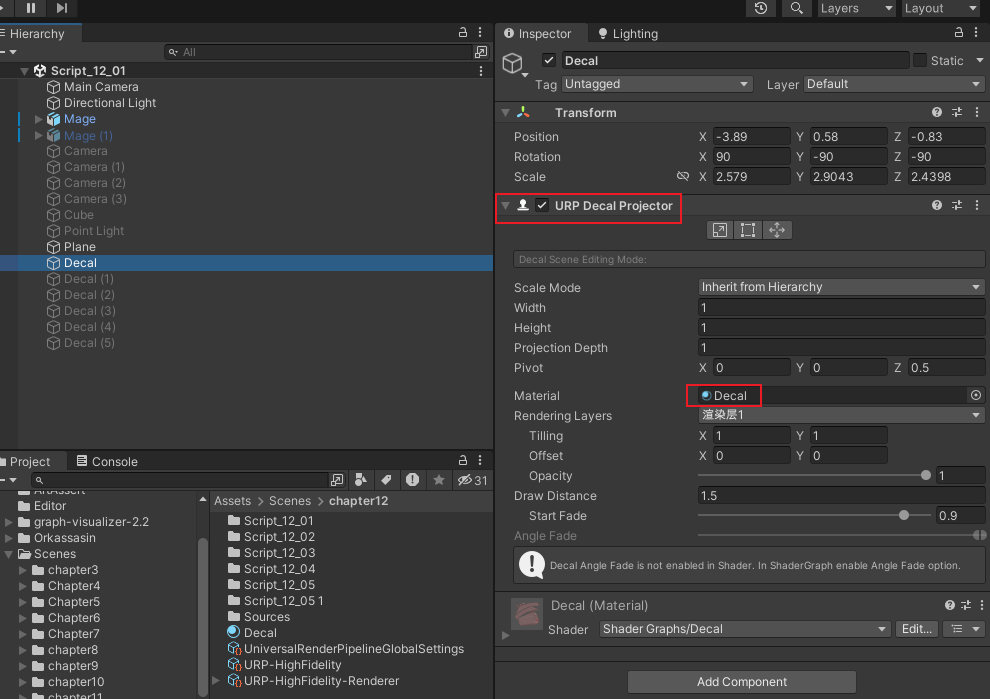 Layers
Layout
Hierarchy
All
Script_12_01
Main Camera
Directional Light
Mage
Mage (1)
Camera
Camera (1)
Camera (2)
Camera (3)
Cube
Point Light
Plane
Decal
Decal (1)
Decal (2)
Decal (3)
Decal (4)
Decal (5)
Project
Console
31
ArtAssert
Editor
graph-visualizer-2.2
Orkassasin
Scenes
chapter3
Chapter4
Chapter5
Chapter6
Chapter7
chapter8
chapter9
chapter10
chapter11
Assets > Scenes > chapter12
Script_12_01
Script_12_02
Script_12_03
Script_12_04
Script_12_05
Script_12_05 1
Sources
Decal
UniversalRenderPipelineGlobalSettings
URP-HighFidelity
URP-HighFidelity-Renderer
Inspector
Lighting
Decal
Static
Tag Untagged
Layer Default
Transform
Position X -3.89 Y 0.58 Z -0.83
Rotation X 90 Y -90 Z -90
Scale X 2.579 Y 2.9043 Z 2.4398
URP Decal Projector
Decal Scene Editing Mode:
Scale Mode Inherit from Hierarchy
Width 1
Height 1
Projection Depth 1
Pivot X 0 Y 0 Z 0.5
Material Decal
Rendering Layers 渲染层1
Tilling X 1 Y 1
Offset X 0 Y 0
Opacity 1
Draw Distance 1.5
Start Fade 0.9
Angle Fade
Decal Angle Fade is not enabled in Shader. In ShaderGraph enable Angle Fade option.
Decal (Material)
Shader Shader Graphs/Decal Edit...
Add Component